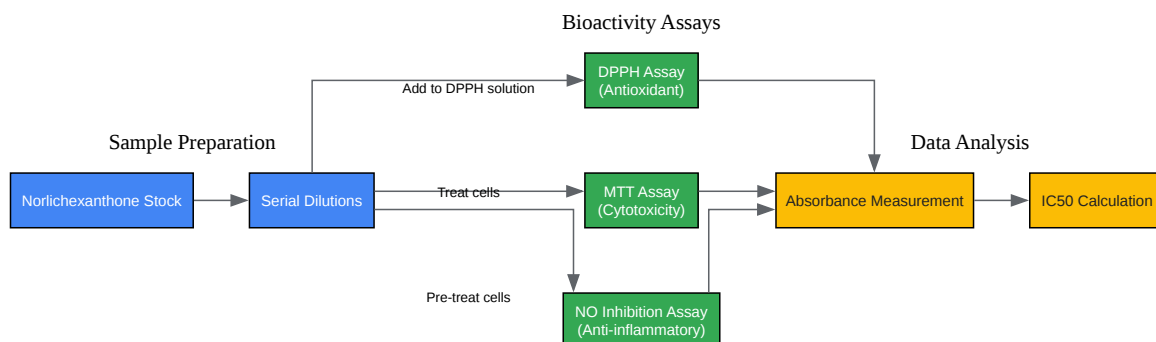 Bioactivity Assays
DPPH Assay
(Antioxidant)
Add to DPPH solution
Sample Preparation
Data Analysis
Norlichexanthone Stock
Serial Dilutions
Treat cells
MTT Assay
(Cytotoxicity)
Absorbance Measurement
IC50 Calculation
Pre-treat cells
NO Inhibition Assay
(Anti-inflammatory)